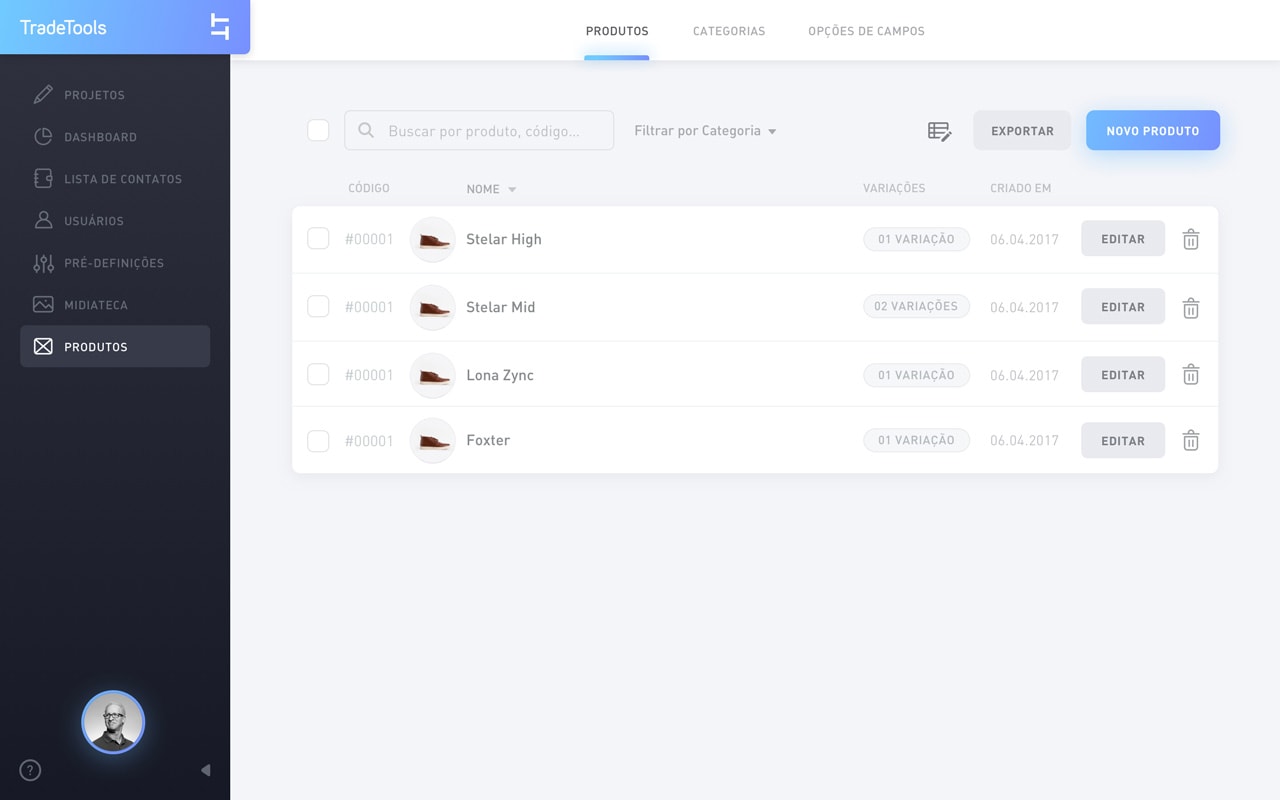 TradeTools
PRODUTOS CATEGORIAS OPÇÕES DE CAMPOS
PROJETOS
DASHBOARD
LISTA DE CONTATOS
USUÁRIOS
PRÉ-DEFINIÇÕES
MIDIATECA
PRODUTOS
?
Buscar por produto, código... Filtrar por Categoria EXPORTAR NOVO PRODUTO
CÓDIGO NOME VARIAÇÕES CRIADO EM
#00001 Stelar High 01 VARIAÇÃO 06.04.2017 EDITAR
#00001 Stelar Mid 02 VARIAÇÕES 06.04.2017 EDITAR
#00001 Lona Zync 01 VARIAÇÃO 06.04.2017 EDITAR
#00001 Foxter 01 VARIAÇÃO 06.04.2017 EDITAR